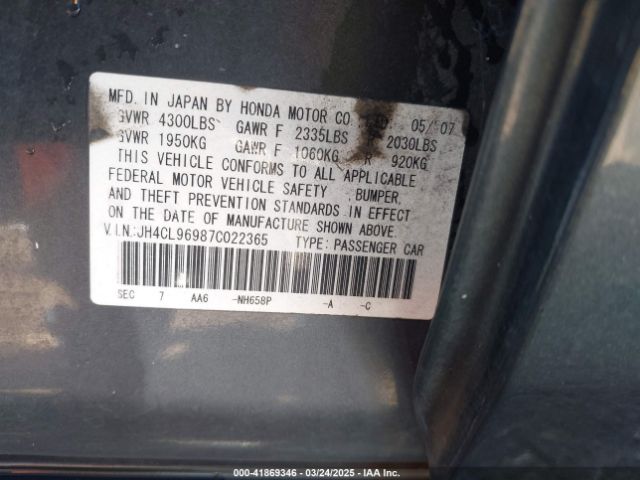 MFD. IN JAPAN BY HONDA MOTOR CO 05/07
GVWR 4300LBS GAWR F 2335LBS 2030LBS
GVWR 1950KG GAWR F 1060KG R 920KG
THIS VEHICLE CONFORMS TO ALL APPLICABLE
FEDERAL MOTOR VEHICLE SAFETY , BUMPER,
AND THEFT PREVENTION STANDARDS IN EFFECT
ON THE DATE OF MANUFACTURE SHOWN ABOVE.
V.I.N.:JH4CL96987C022365 TYPE: PASSENGER CAR
SEC 7 AA6 -NH658P -A -C
000-41869346 | 03/24/2025 — IAA Inc.